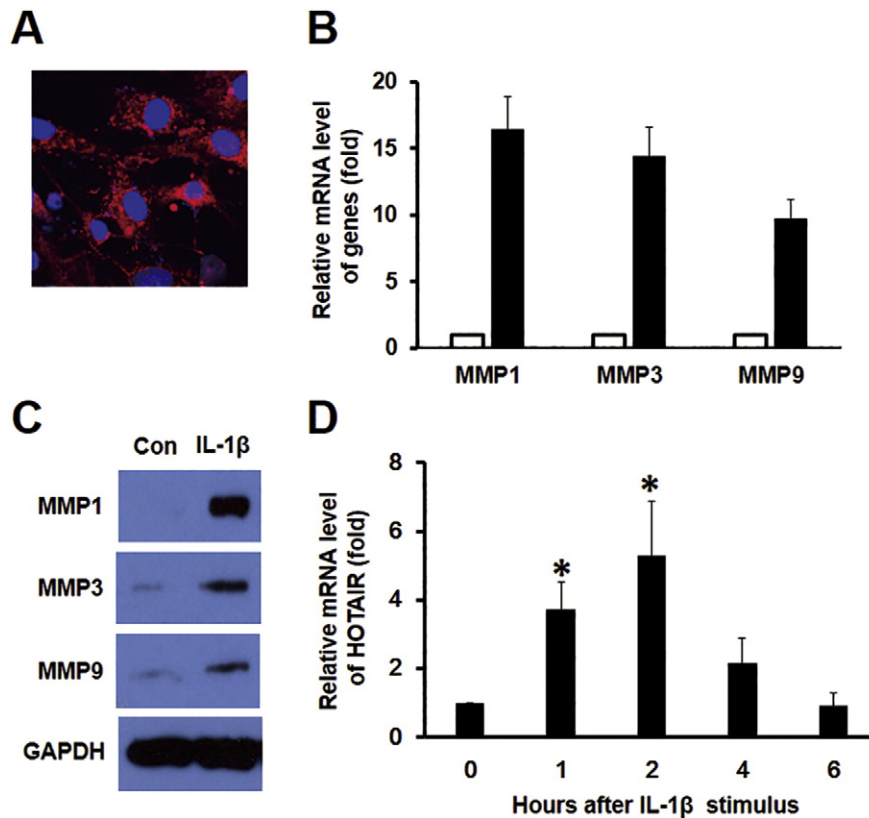 A
B
Relative mRNA level
of genes (fold)
20
15
10
5
0
MMP1 MMP3 MMP9
C
Con IL-1β
MMP1
MMP3
MMP9
GAPDH
D
Relative mRNA level
of HOTAIR (fold)
8
6
4
2
0
* *
0 1 2 4 6
Hours after IL-1β stimulus